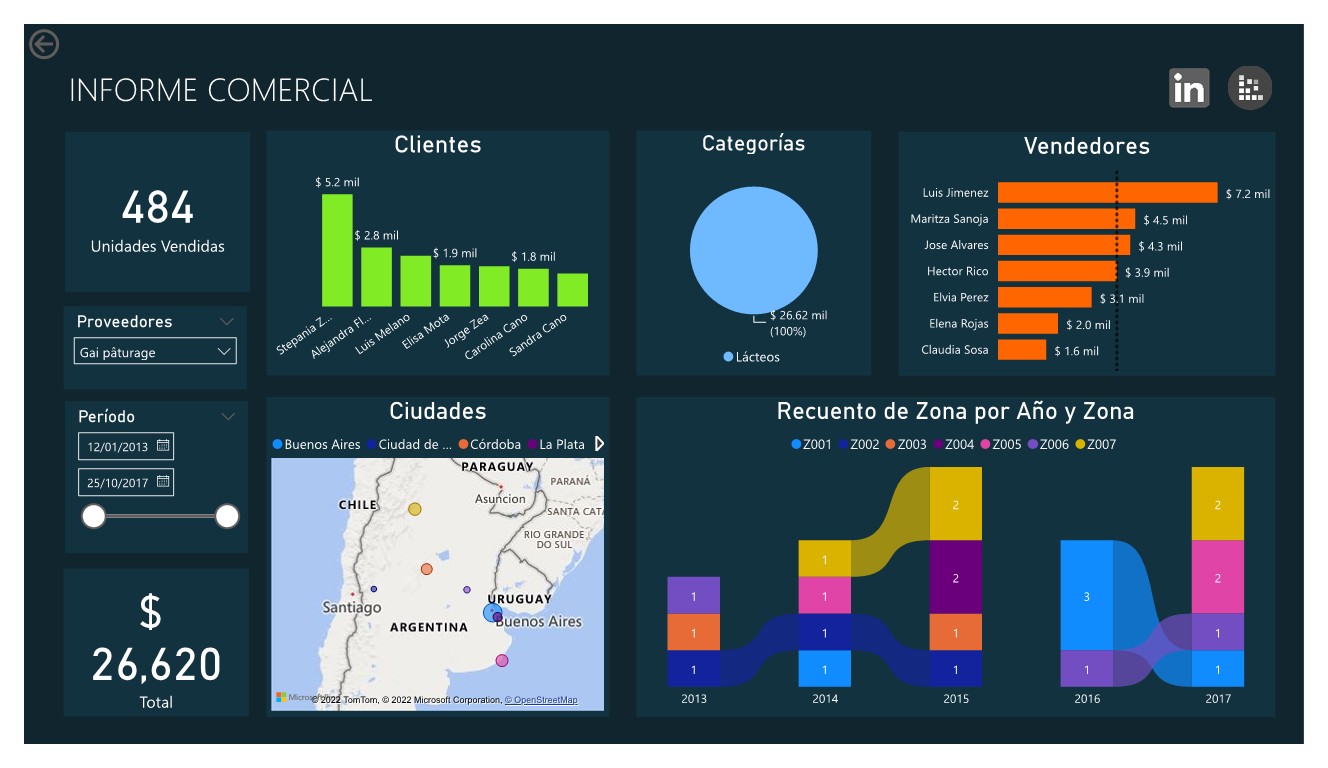 INFORME COMERCIAL
in
484
Unidades Vendidas
Proveedores
Gai pâturage
Período
12/01/2013
25/10/2017
$
26,620
Total
Clientes
$ 5.2 mil
$ 2.8 mil
$ 1.9 mil
$ 1.8 mil
Stepania Z...
Alejandra Fl...
Luis Melano
Elisa Mota
Jorge Zea
Carolina Cano
Sandra Cano
Categorías
$ 26.62 mil
(100%)
Lácteos
Vendedores
Luis Jimenez $ 7.2 mil
Maritza Sanoja $ 4.5 mil
Jose Alvares $ 4.3 mil
Hector Rico $ 3.9 mil
Elvia Perez $ 3.1 mil
Elena Rojas $ 2.0 mil
Claudia Sosa $ 1.6 mil
Ciudades
Buenos Aires Ciudad de ... Córdoba La Plata
PARAGUAY
PARANÁ
Asuncion
CHILE
SANTA CAT
RIO GRANDE
DO SUL
URUGUAY
Santiago
Buenos Aires
ARGENTINA
Microsoft
© 2022 TomTom, © 2022 Microsoft Corporation, © OpenStreetMap
Recuento de Zona por Año y Zona
Z001 Z002 Z003 Z004 Z005 Z006 Z007
1 1 1
2013
1 1 1 1
2014
2 2 1 1
2015
3 1
2016
2 2 1 1
2017